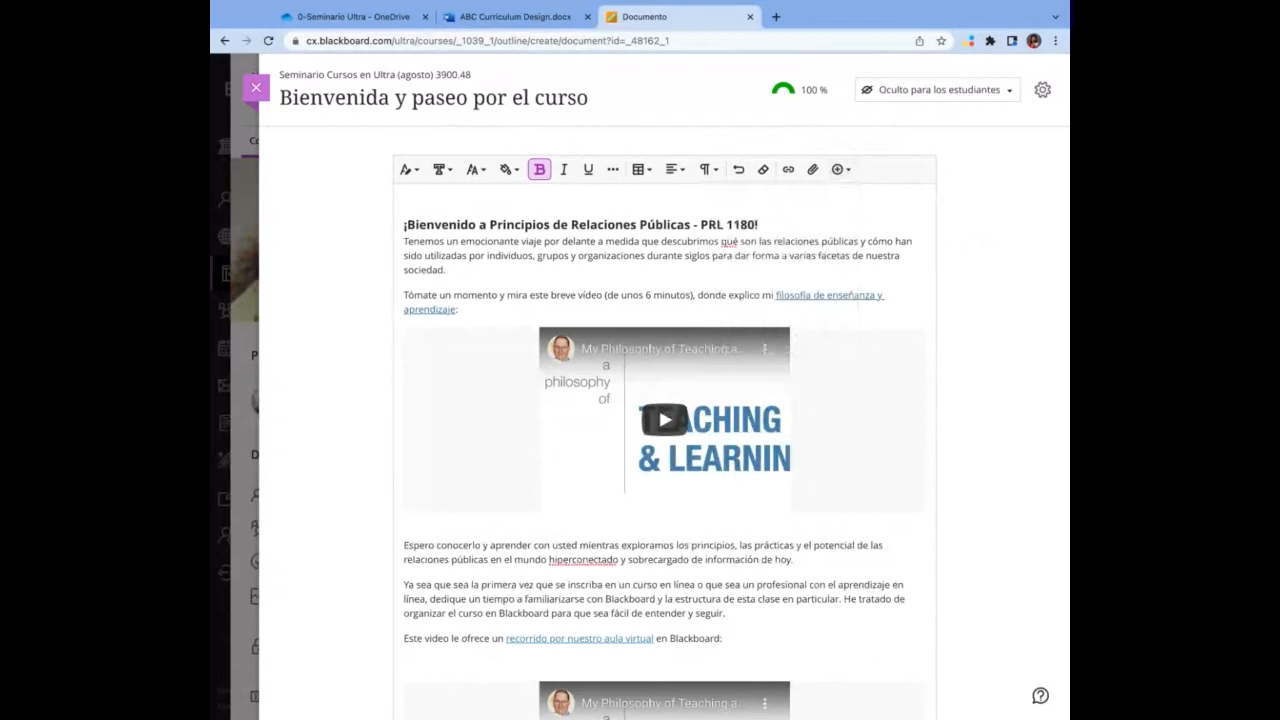 0-Seminario Ultra - OneDrive
ABC Curriculum Design.docx
Documento
cx.blackboard.com/ultra/courses/_1039_1/outline/create/document?id=_48162_1
Seminario Cursos en Ultra (agosto) 3900.48
Bienvenida y paseo por el curso
100 %
Oculto para los estudiantes
¡Bienvenido a Principios de Relaciones Públicas - PRL 1180!
Tenemos un emocionante viaje por delante a medida que descubrimos qué son las relaciones públicas y cómo han
sido utilizadas por individuos, grupos y organizaciones durante siglos para dar forma a varias facetas de nuestra
sociedad.
Tómate un momento y mira este breve vídeo (de unos 6 minutos), donde explico mi filosofía de enseñanza y
aprendizaje:
My Philosophy of Teaching a...
a
philosophy
of
TEACHING
& LEARNIN
Espero conocerlo y aprender con usted mientras exploramos los principios, las prácticas y el potencial de las
relaciones públicas en el mundo hiperconectado y sobrecargado de información de hoy.
Ya sea que sea la primera vez que se inscriba en un curso en línea o que sea un profesional con el aprendizaje en
línea, dedique un tiempo a familiarizarse con Blackboard y la estructura de esta clase en particular. He tratado de
organizar el curso en Blackboard para que sea fácil de entender y seguir.
Este video le ofrece un recorrido por nuestro aula virtual en Blackboard:
My Philosophy of Teaching a...